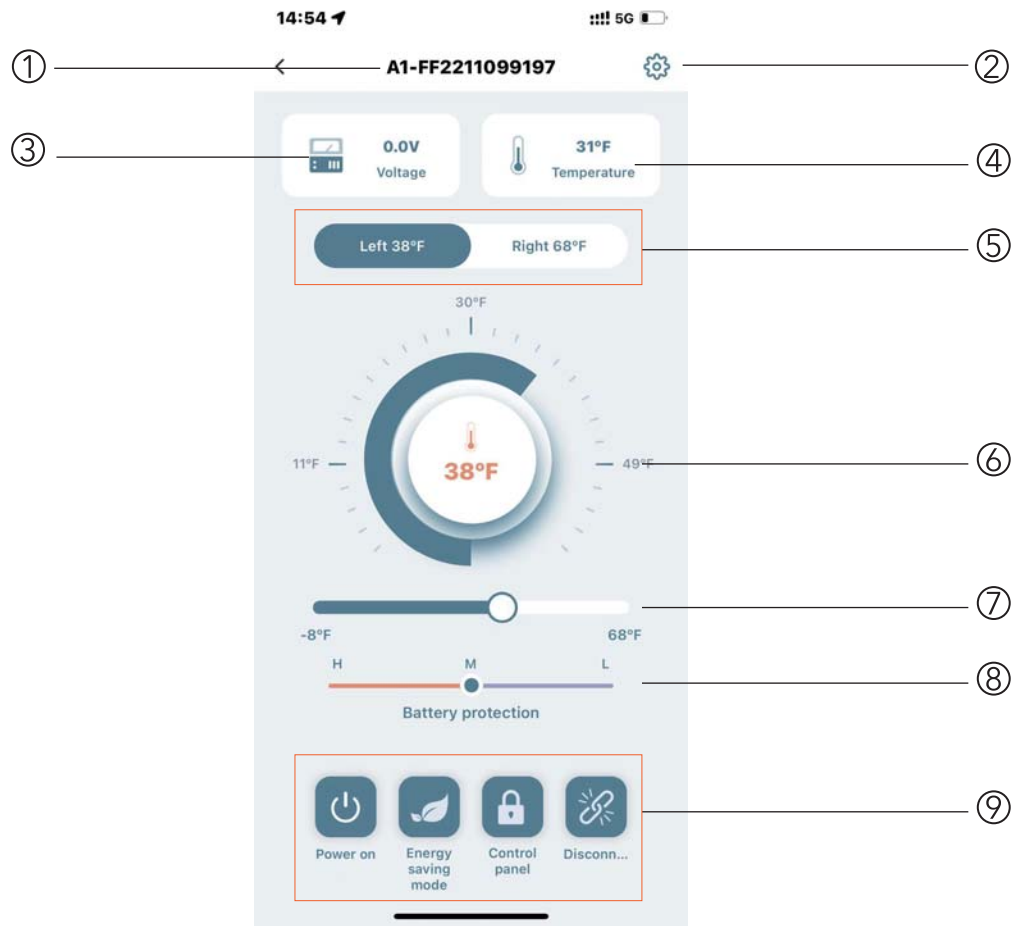 14:54
5G
①
A1-FF2211099197
②
③
0.0V
Voltage
31°F
Temperature
④
Left 38°F
Right 68°F
⑤
30°F
11°F
38°F
49°F
⑥
⑦
-8°F
68°F
H
M
L
⑧
Battery protection
⑨
Power on
Energy
saving
mode
Control
panel
Disconn...